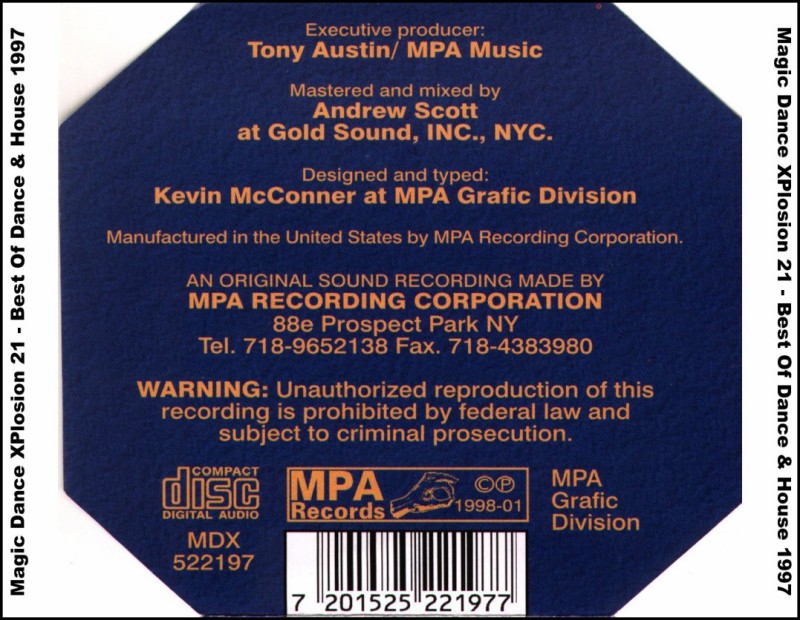 Magic Dance XPlosion 21 - Best Of Dance & House 1997
Executive producer:
Tony Austin/ MPA Music
Mastered and mixed by
Andrew Scott
at Gold Sound, INC., NYC.
Designed and typed:
Kevin McConner at MPA Grafic Division
Manufactured in the United States by MPA Recording Corporation.
AN ORIGINAL SOUND RECORDING MADE BY
MPA RECORDING CORPORATION
88e Prospect Park NY
Tel. 718-9652138 Fax. 718-4383980
WARNING: Unauthorized reproduction of this
recording is prohibited by federal law and
subject to criminal prosecution.
COMPACT
disc
DIGITAL AUDIO
MDX
522197
MPA
Records
© ℗
1998-01
MPA
Grafic
Division
7 201525 221977
Magic Dance XPlosion 21 - Best Of Dance & House 1997